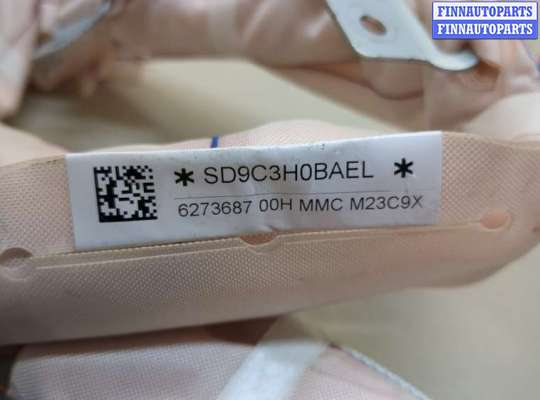 FINNAUTOPARTS
FINNAUTOPARTS
* SD9C3H0BAEL *
6273687 00H MMC M23C9X